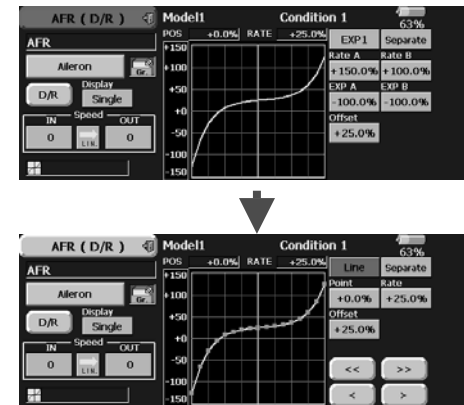 AFR ( D/R ) Model1 Condition 1 63%
AFR POS +0.0% RATE +25.0% EXP1 Separate
+150
Aileron Gr. Rate A Rate B
+100 +150.0% +100.0%
Display EXP A EXP B
D/R Single +50 -100.0% -100.0%
Speed Offset
IN OUT +0 +25.0%
0 LIN. 0 -50
-100
-150
AFR ( D/R ) Model1 Condition 1 63%
AFR POS +0.0% RATE +25.0% Line Separate
+150
Aileron Gr. Point Rate
+100 +0.0% +25.0%
Display Offset
D/R Single +50 +25.0%
Speed
IN OUT +0
0 LIN. 0 -50 << >>
-100
-150 < >